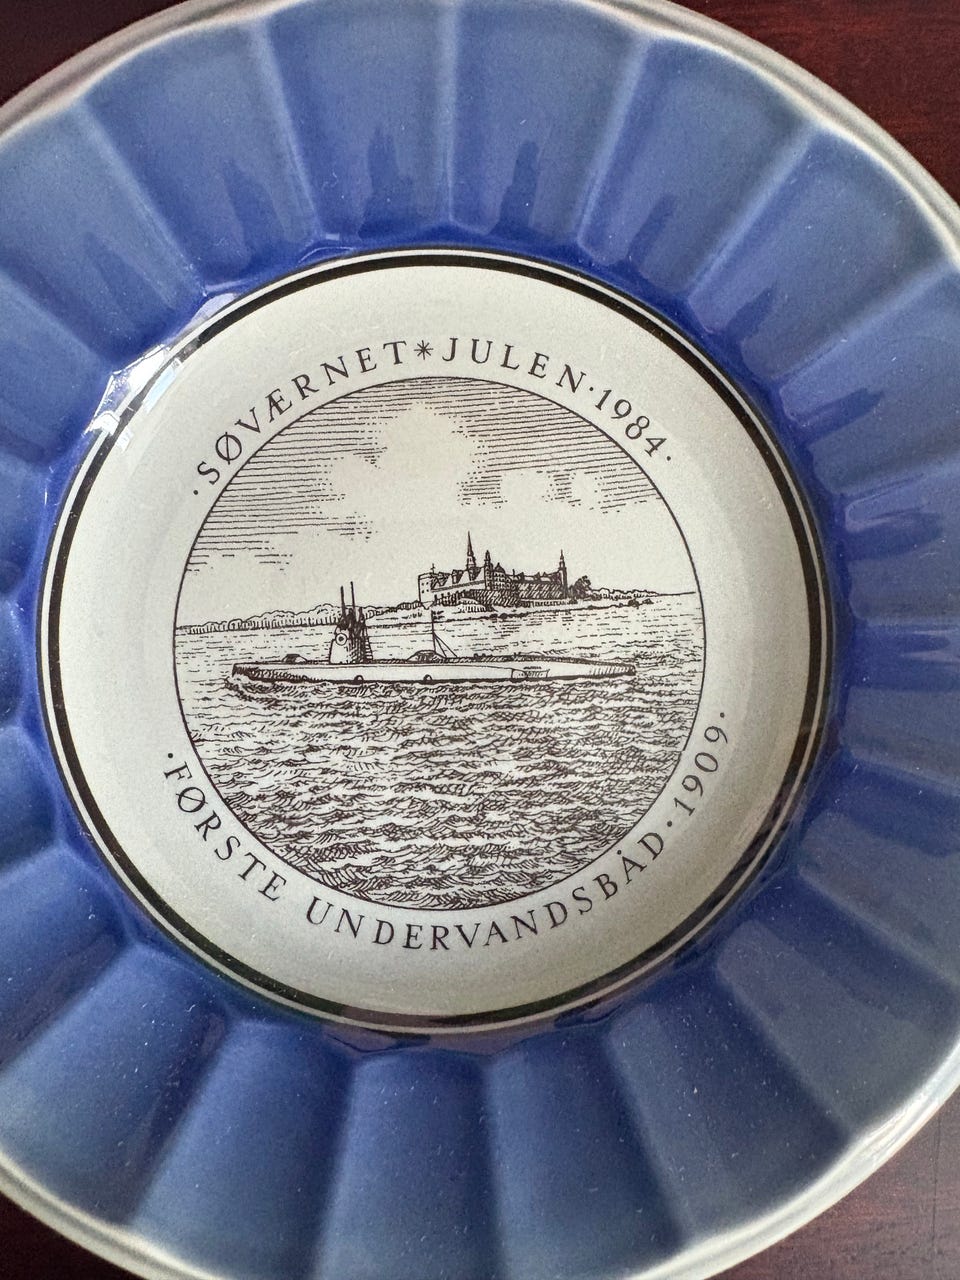 · SØVÆRNET * JULEN · 1984 ·
· FØRSTE UNDERVANDSBÅD · 1909 ·